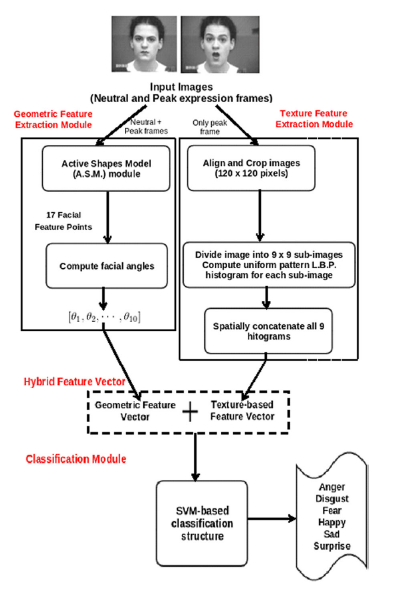 Input Images
(Neutral and Peak expression frames)
Geometric Feature
Extraction Module
Texture Feature
Extraction Module
Neutral +
Peak frames
Only peak
frame
Active Shapes Model
(A.S.M.) module
Align and Crop images
(120 x 120 pixels)
17 Facial
Feature Points
Compute facial angles
Divide image into 9 x 9 sub-images
Compute uniform pattern L.B.P.
histogram for each sub-image
[θ₁, θ₂, ⋯ , θ₁₀]
Spatially concatenate all 9
hitograms
Hybrid Feature Vector
Geometric Feature
Vector
+
Texture-based
Feature Vector
Classification Module
SVM-based
classification
structure
Anger
Disgust
Fear
Happy
Sad
Surprise